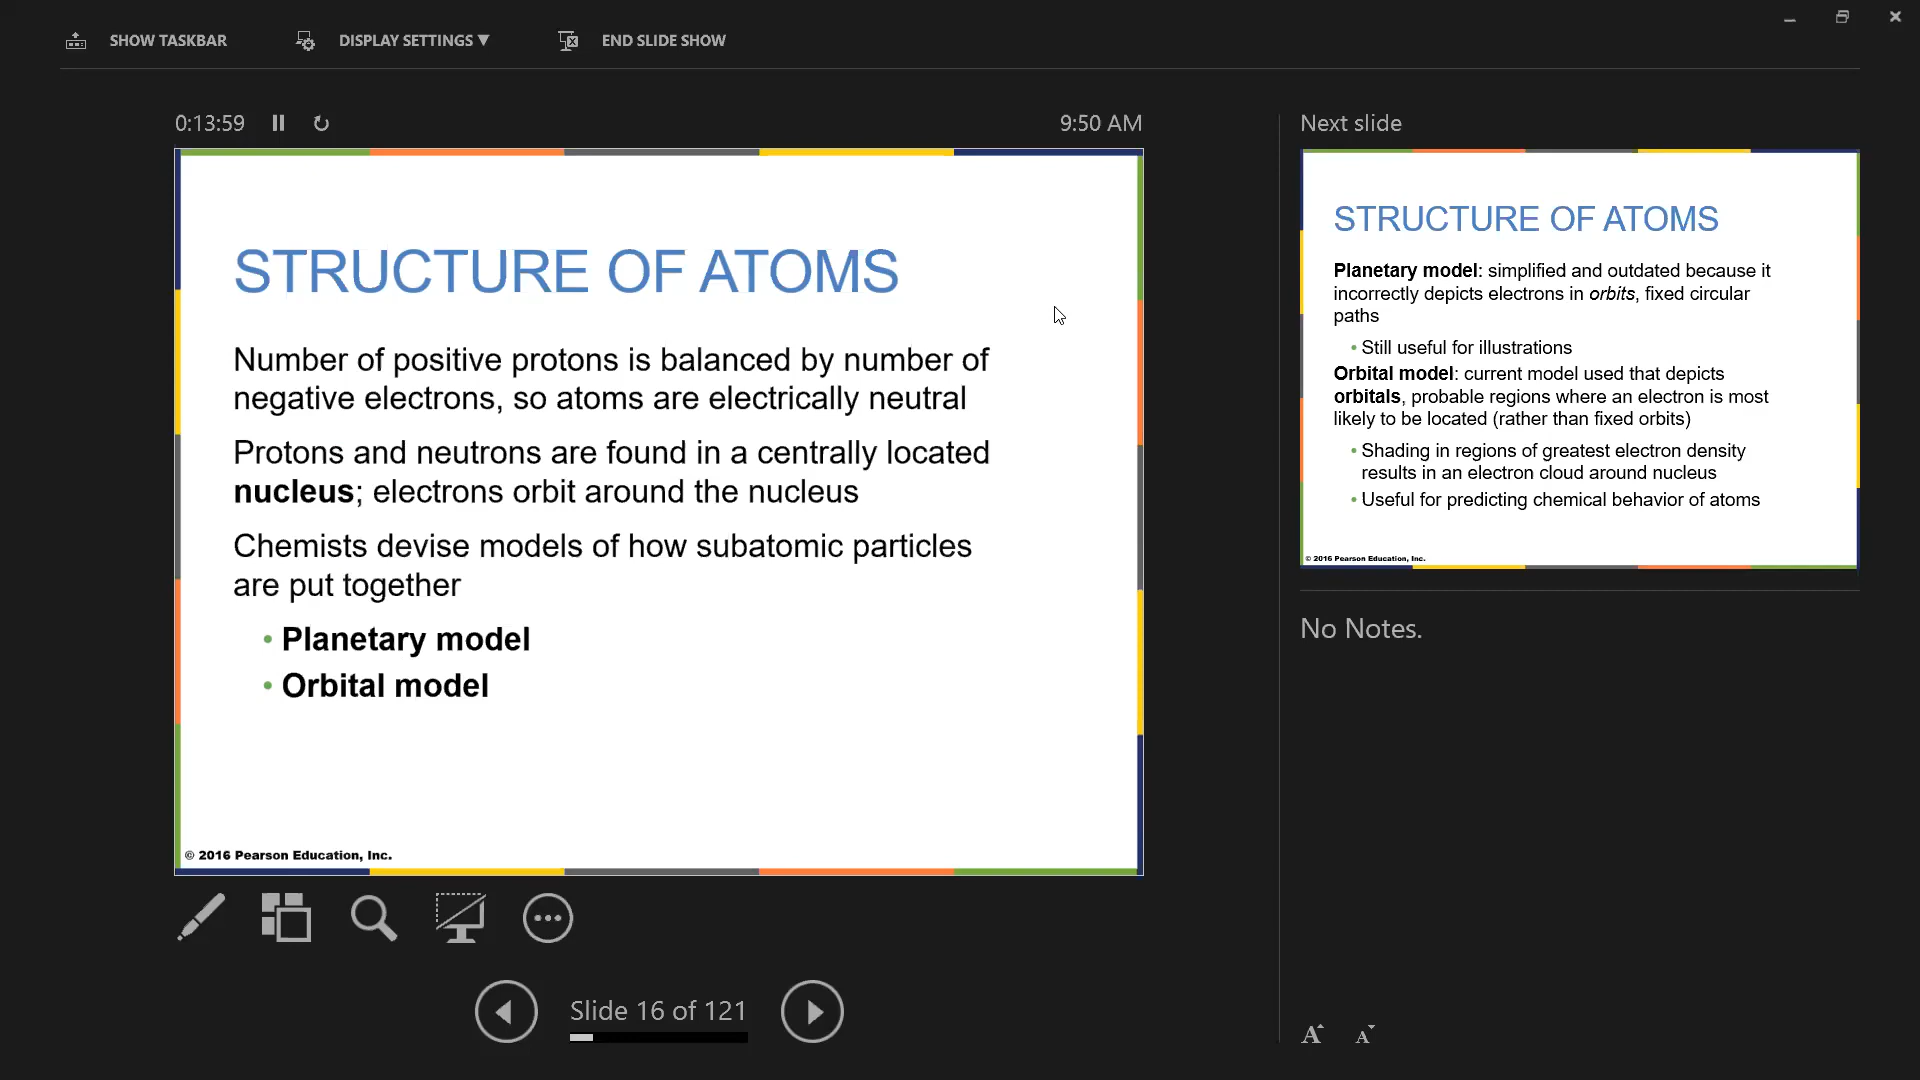 SHOW TASKBAR
DISPLAY SETTINGS ▼
END SLIDE SHOW
0:13:59
9:50 AM
STRUCTURE OF ATOMS
Number of positive protons is balanced by number of
negative electrons, so atoms are electrically neutral
Protons and neutrons are found in a centrally located
nucleus; electrons orbit around the nucleus
Chemists devise models of how subatomic particles
are put together
• Planetary model
• Orbital model
© 2016 Pearson Education, Inc.
Slide 16 of 121
Next slide
STRUCTURE OF ATOMS
Planetary model: simplified and outdated because it
incorrectly depicts electrons in orbits, fixed circular
paths
• Still useful for illustrations
Orbital model: current model used that depicts
orbitals, probable regions where an electron is most
likely to be located (rather than fixed orbits)
• Shading in regions of greatest electron density
results in an electron cloud around nucleus
• Useful for predicting chemical behavior of atoms
© 2016 Pearson Education, Inc.
No Notes.
A A